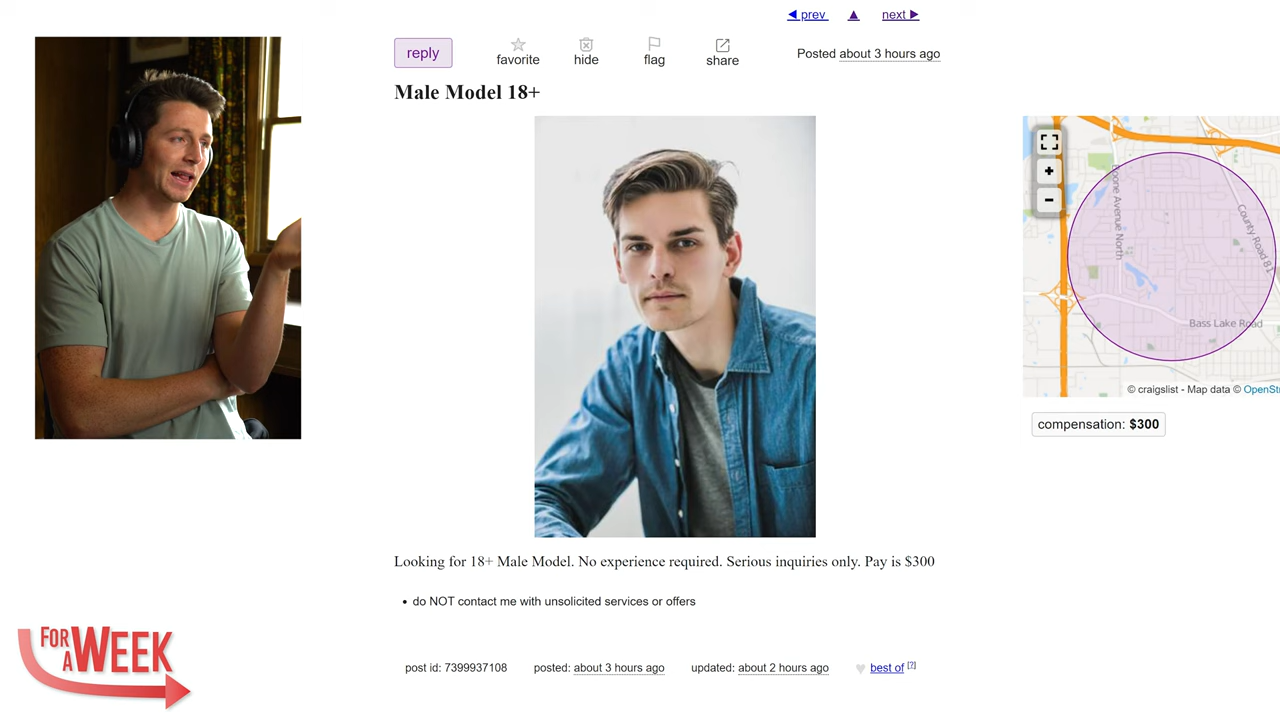 ◄ prev ▲ next ►
reply
favorite
hide
flag
share
Posted about 3 hours ago
Male Model 18+
+
−
Boone Avenue North
County Road 81
Bass Lake Road
© craigslist - Map data © OpenSt
compensation: $300
Looking for 18+ Male Model. No experience required. Serious inquiries only. Pay is $300
• do NOT contact me with unsolicited services or offers
post id: 7399937108 posted: about 3 hours ago updated: about 2 hours ago ♥ best of [?]
FOR
A WEEK